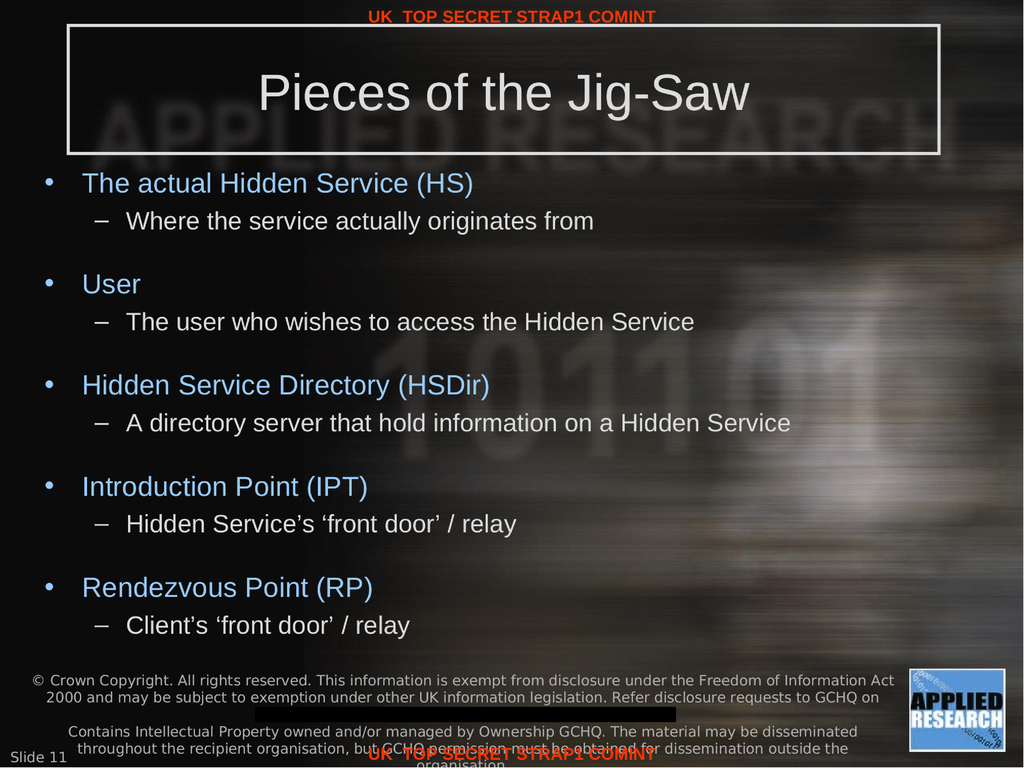 UK TOP SECRET STRAP1 COMINT
Pieces of the Jig-Saw
• The actual Hidden Service (HS)
– Where the service actually originates from
• User
– The user who wishes to access the Hidden Service
• Hidden Service Directory (HSDir)
– A directory server that hold information on a Hidden Service
• Introduction Point (IPT)
– Hidden Service’s ‘front door’ / relay
• Rendezvous Point (RP)
– Client’s ‘front door’ / relay
© Crown Copyright. All rights reserved. This information is exempt from disclosure under the Freedom of Information Act
2000 and may be subject to exemption under other UK information legislation. Refer disclosure requests to GCHQ on
Contains Intellectual Property owned and/or managed by Ownership GCHQ. The material may be disseminated
throughout the recipient organisation, but GCHQ permission must be obtained for dissemination outside the
organisation.
UK TOP SECRET STRAP1 COMINT
Slide 11
APPLIED
RESEARCH
APPLIED RESEARCH
101101